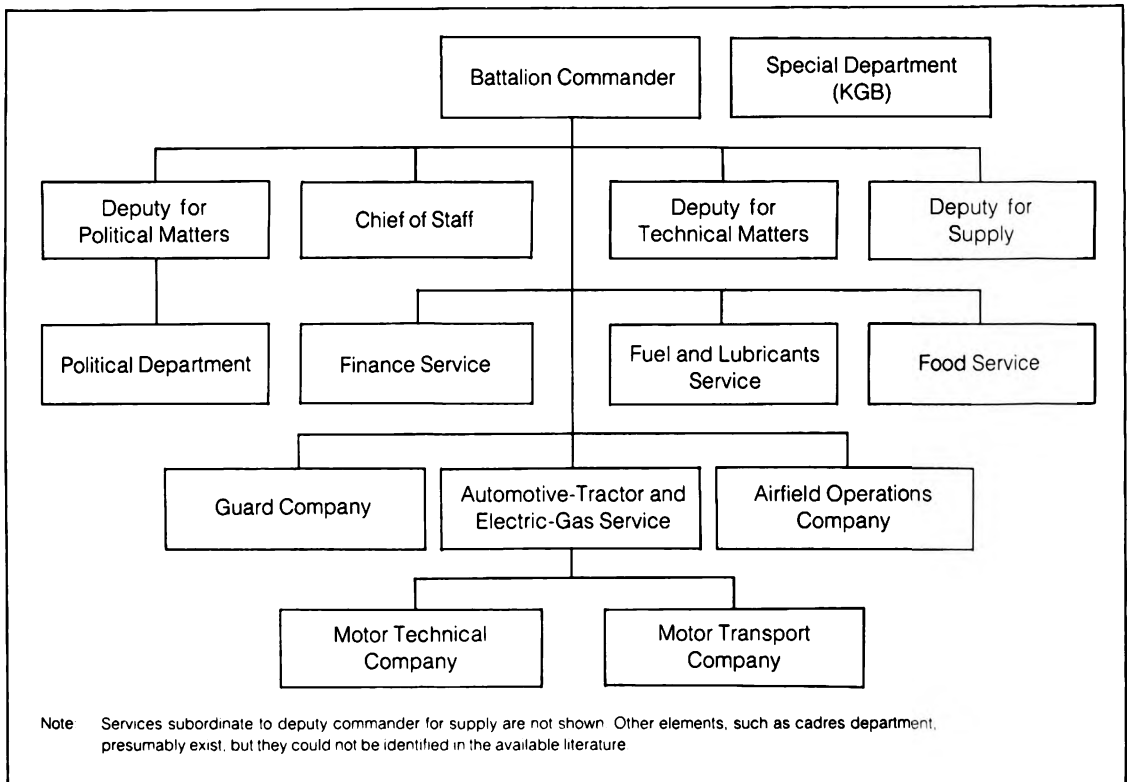 Battalion Commander
Special Department
(KGB)
Deputy for
Political Matters
Chief of Staff
Deputy for
Technical Matters
Deputy for
Supply
Political Department
Finance Service
Fuel and Lubricants
Service
Food Service
Guard Company
Automotive-Tractor and
Electric-Gas Service
Airfield Operations
Company
Motor Technical
Company
Motor Transport
Company
Note Services subordinate to deputy commander for supply are not shown Other elements, such as cadres department,
presumably exist, but they could not be identified in the available literature